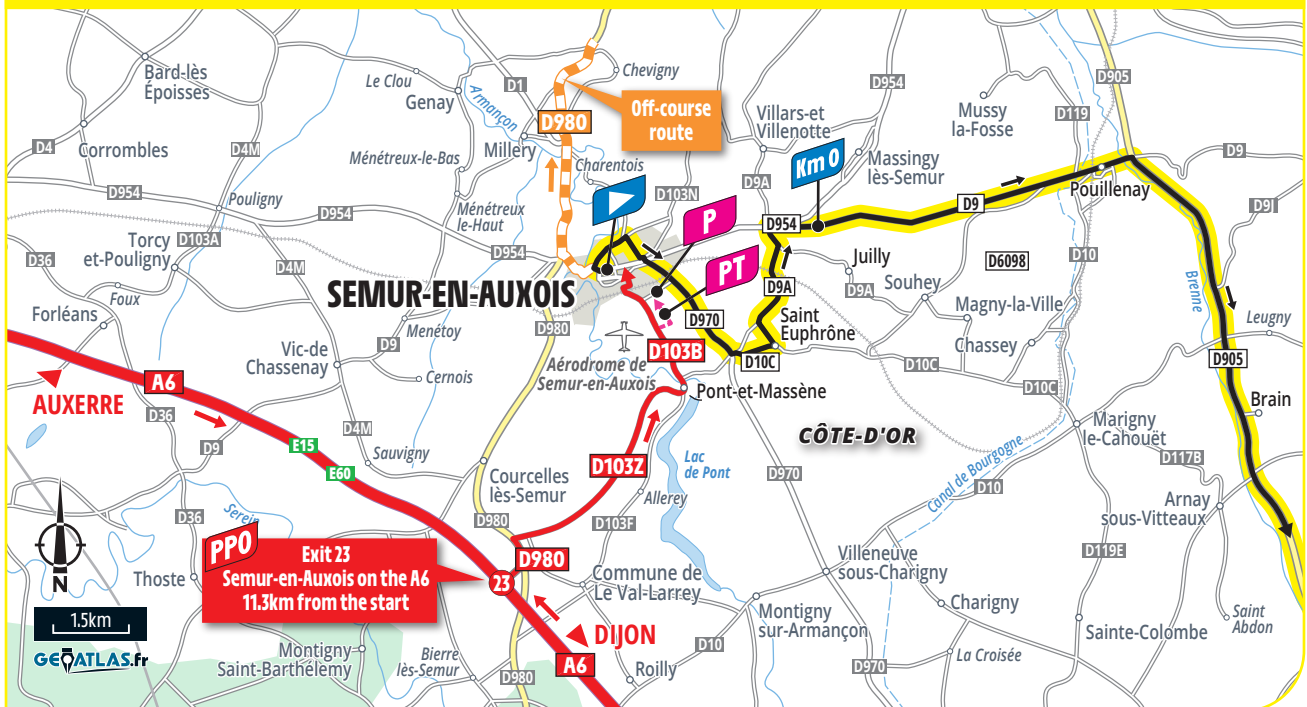 Bard-lès
Époisses
Le Clou
Genay
D1
Chevigny
D905
D954
Armançon
D980
Off-course
route
Villars-et
Villenotte
Mussy
la-Fosse
D119
D4
Corrombles
D4M
Ménétreux-le-Bas
Millery
Charentois
Km 0
Massingy
lès-Semur
D9
D954
Pouligny
D954
Ménétreux
le-Haut
D103N
D9A
Pouillenay
D103A
D954
P
D954
D9
D9J
Torcy
et-Pouligny
D36
D4M
PT
Juilly
D6098
D10
Foux
SEMUR-EN-AUXOIS
D9A
D9A
Souhey
Brenne
Forléans
Menétoy
D980
D970
Saint
Euphrône
Magny-la-Ville
Leugny
Vic-de
Chassenay
D9
D103B
D10C
Chassey
D10C
D905
A6
Cernois
Aérodrome de
Semur-en-Auxois
D10C
AUXERRE
Pont-et-Massène
Brain
D36
D4M
CÔTE-D'OR
Marigny
le-Cahouët
D9
E15
Sauvigny
E60
Courcelles
lès-Semur
D103Z
Lac
de Pont
D970
Canal de Bourgogne
D117B
D10
Allerey
Arnay
sous-Vitteaux
Serein
D36
D980
D103F
PPO
Exit 23
Semur-en-Auxois on the A6
11.3km from the start
D980
23
Villeneuve
sous-Charigny
D119E
N
Thoste
Commune de
Le Val-Larrey
Charigny
1.5km
Montigny
sur-Armançon
Saint
Abdon
GEOATLAS.fr
Montigny
Saint-Barthélemy
Bierre
lès-Semur
DIJON
D10
Sainte-Colombe
La Croisée
D980
A6
Roilly
D970